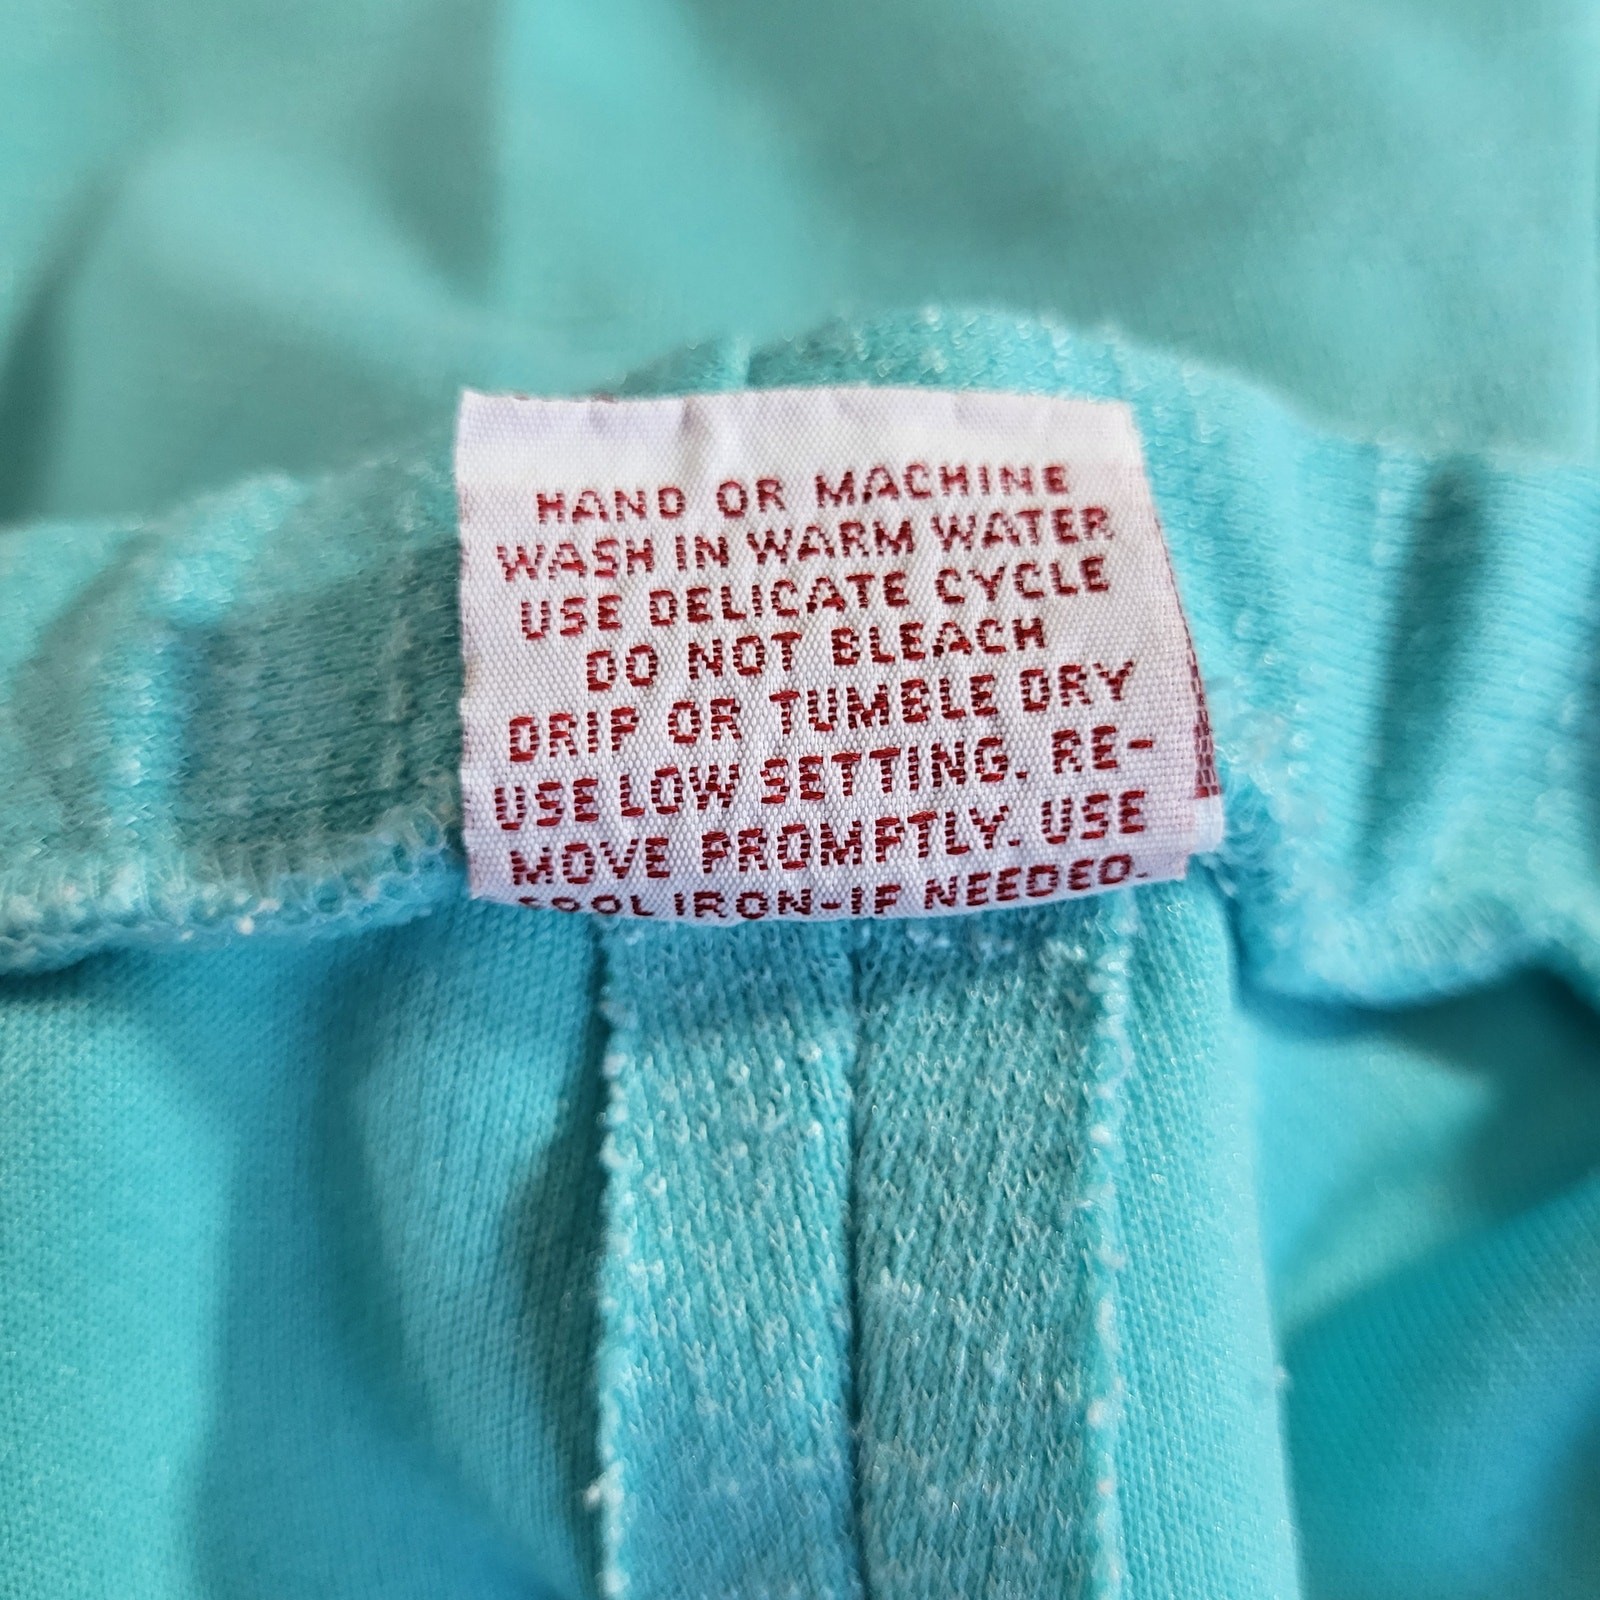 HAND OR MACHINE
WASH IN WARM WATER
USE DELICATE CYCLE
DO NOT BLEACH
DRIP OR TUMBLE DRY
USE LOW SETTING. RE-
MOVE PROMPTLY. USE
COOL IRON-IF NEEDED.